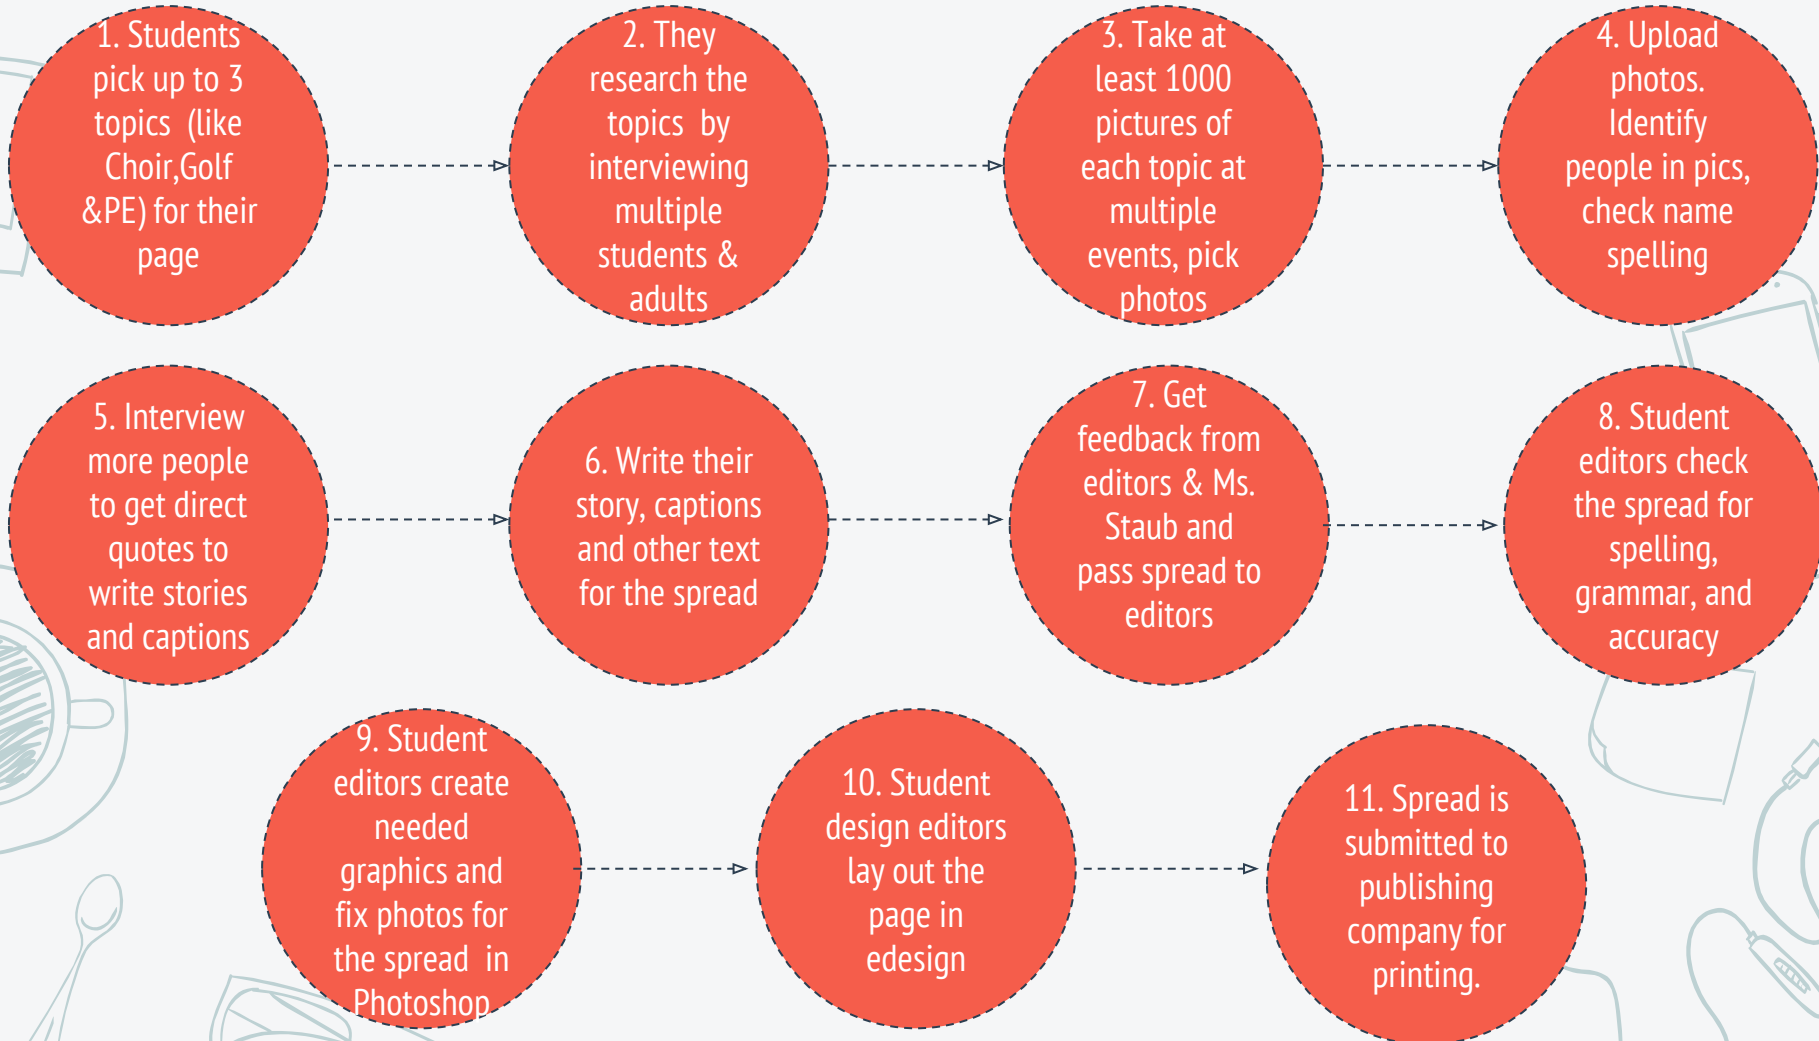 1. Students
pick up to 3
topics  (like
Choir,Golf
&PE) for their
page
2. They
research the
topics  by
interviewing
multiple
students &
adults
3. Take at
least 1000
pictures of
each topic at
multiple
events, pick
photos
4. Upload
photos.
Identify
people in pics,
check name
spelling
5. Interview
more people
to get direct
quotes to
write stories
and captions
6. Write their
story, captions
and other text
for the spread
7. Get
feedback from
editors & Ms.
Staub and
pass spread to
editors
8. Student
editors check
the spread for
spelling,
grammar, and
accuracy
9. Student
editors create
needed
graphics and
fix photos for
the spread  in
Photoshop
10. Student
design editors
lay out the
page in
edesign
11. Spread is
submitted to
publishing
company for
printing.